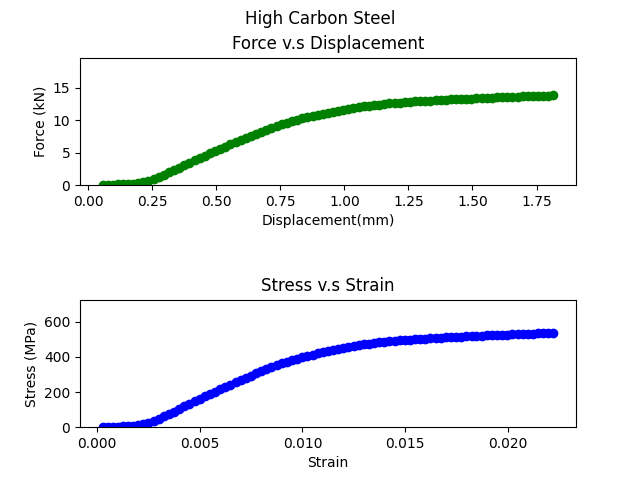 High Carbon Steel
Force v.s Displacement
15
10
5
0
Force (kN)
0.00 0.25 0.50 0.75 1.00 1.25 1.50 1.75
Displacement(mm)
Stress v.s Strain
600
400
200
0
Stress (MPa)
0.000 0.005 0.010 0.015 0.020
Strain